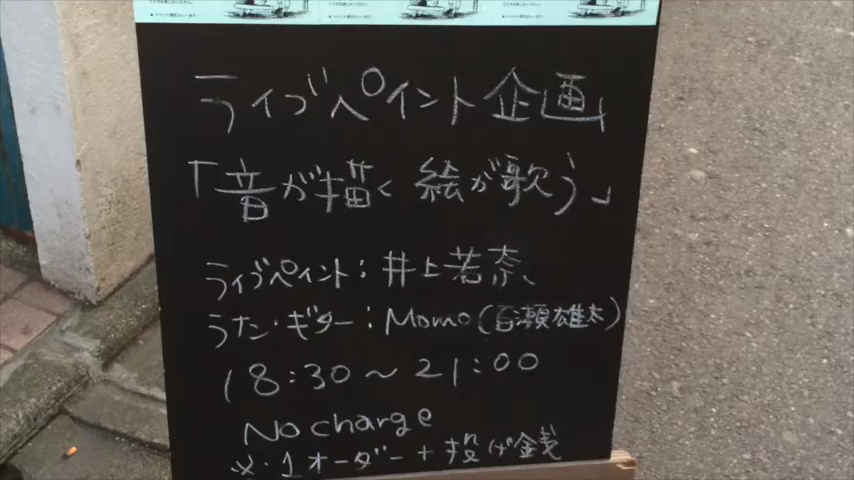 ライブペイント企画
「音が描く 絵が歌う」
ライブペイント:井上若奈、
うた・ギター:Momo(百瀬雄太)
18:30〜21:00
No charge
※・1オーダー+投げ銭